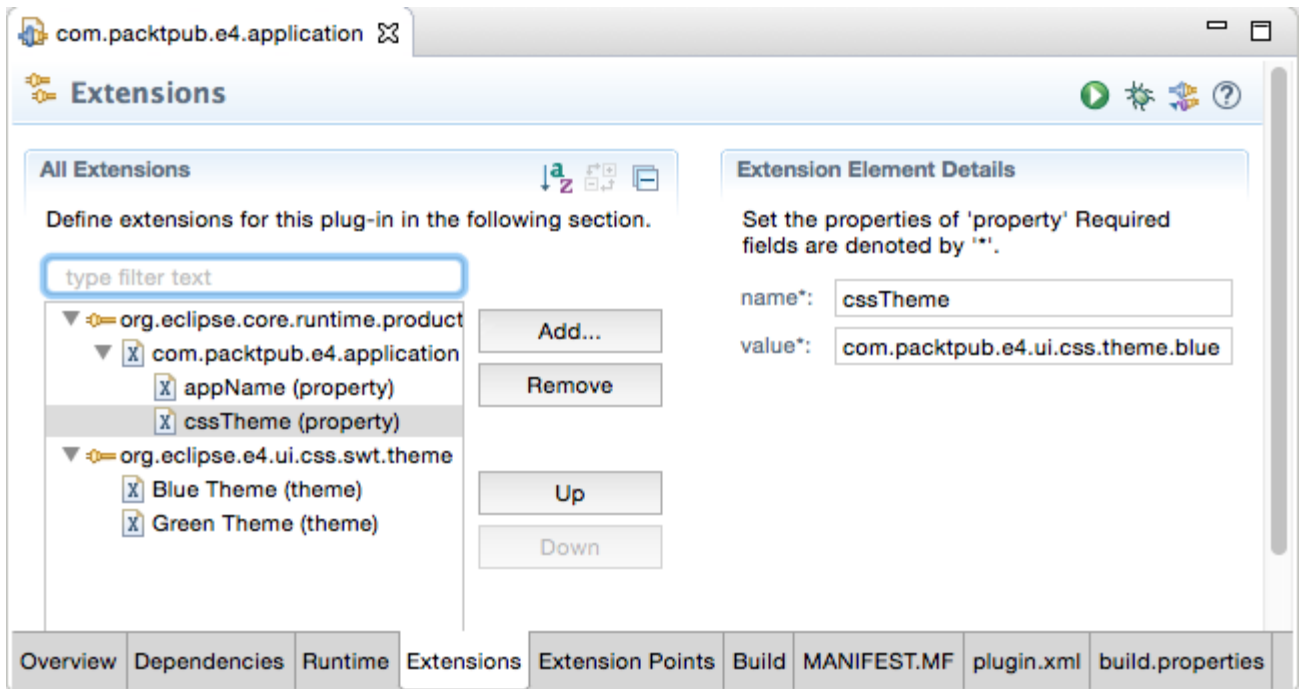 com.packtpub.e4.application
Extensions
All Extensions
Define extensions for this plug-in in the following section.
type filter text
org.eclipse.core.runtime.product
com.packtpub.e4.application
appName (property)
cssTheme (property)
org.eclipse.e4.ui.css.swt.theme
Blue Theme (theme)
Green Theme (theme)
Add...
Remove
Up
Down
Extension Element Details
Set the properties of 'property' Required
fields are denoted by '*'.
name*: cssTheme
value*: com.packtpub.e4.ui.css.theme.blue
Overview Dependencies Runtime Extensions Extension Points Build MANIFEST.MF plugin.xml build.properties